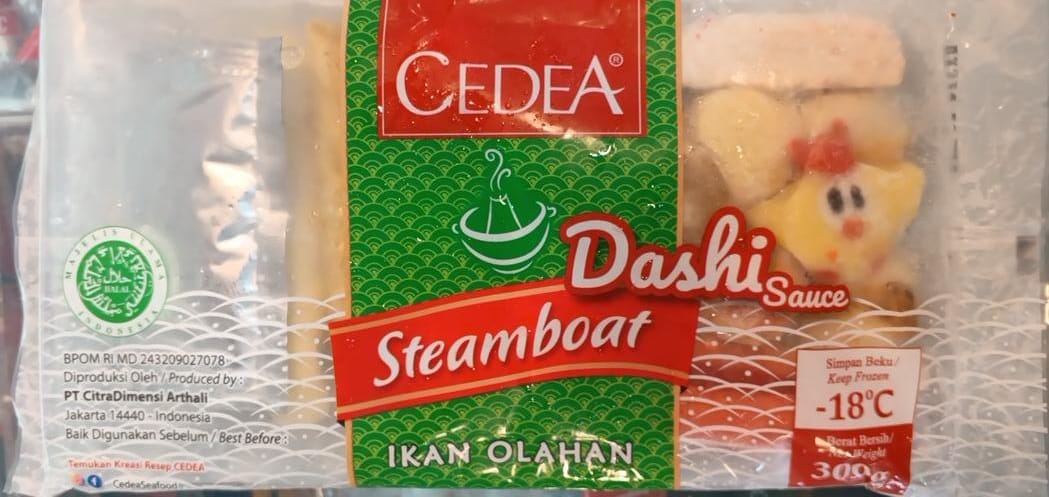 CEDEA®
Dashi
Sauce
Steamboat
IKAN OLAHAN
MAJELIS ULAMA
حلال
HALAL
INDONESIA
BPOM RI MD 243209027078
Diproduksi Oleh / Produced by :
PT CitraDimensi Arthali
Jakarta 14440 - Indonesia
Baik Digunakan Sebelum / Best Before :
Temukan Kreasi Resep CEDEA
Simpan Beku /
Keep Frozen
-18°C
Berat Bersih/
Weight